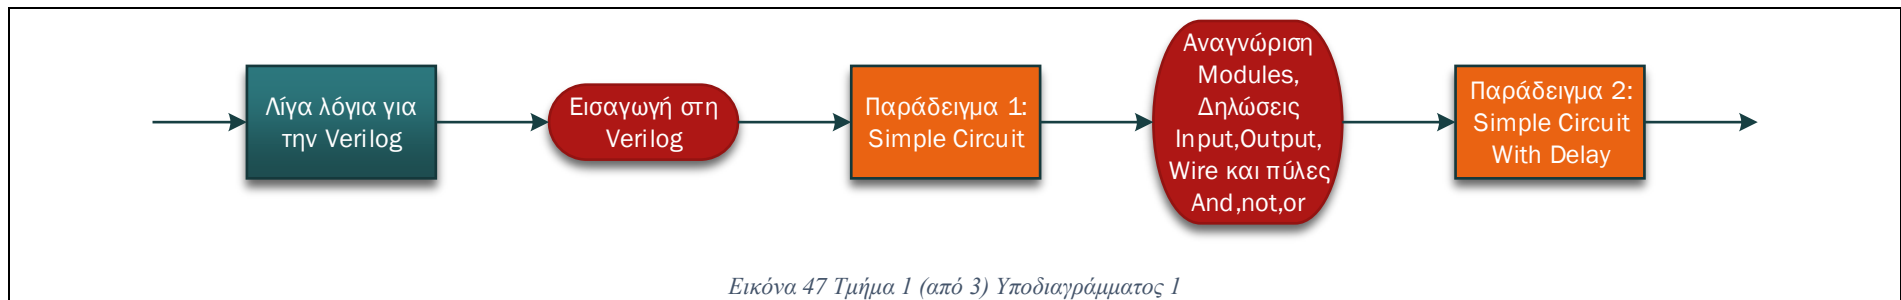 Λίγα λόγια για
την Verilog
Εισαγωγή στη
Verilog
Παράδειγμα 1:
Simple Circuit
Αναγνώριση
Modules,
Δηλώσεις
Input,Output,
Wire και πύλες
And,not,or
Παράδειγμα 2:
Simple Circuit
With Delay
Εικόνα 47 Τμήμα 1 (από 3) Υποδιαγράμματος 1